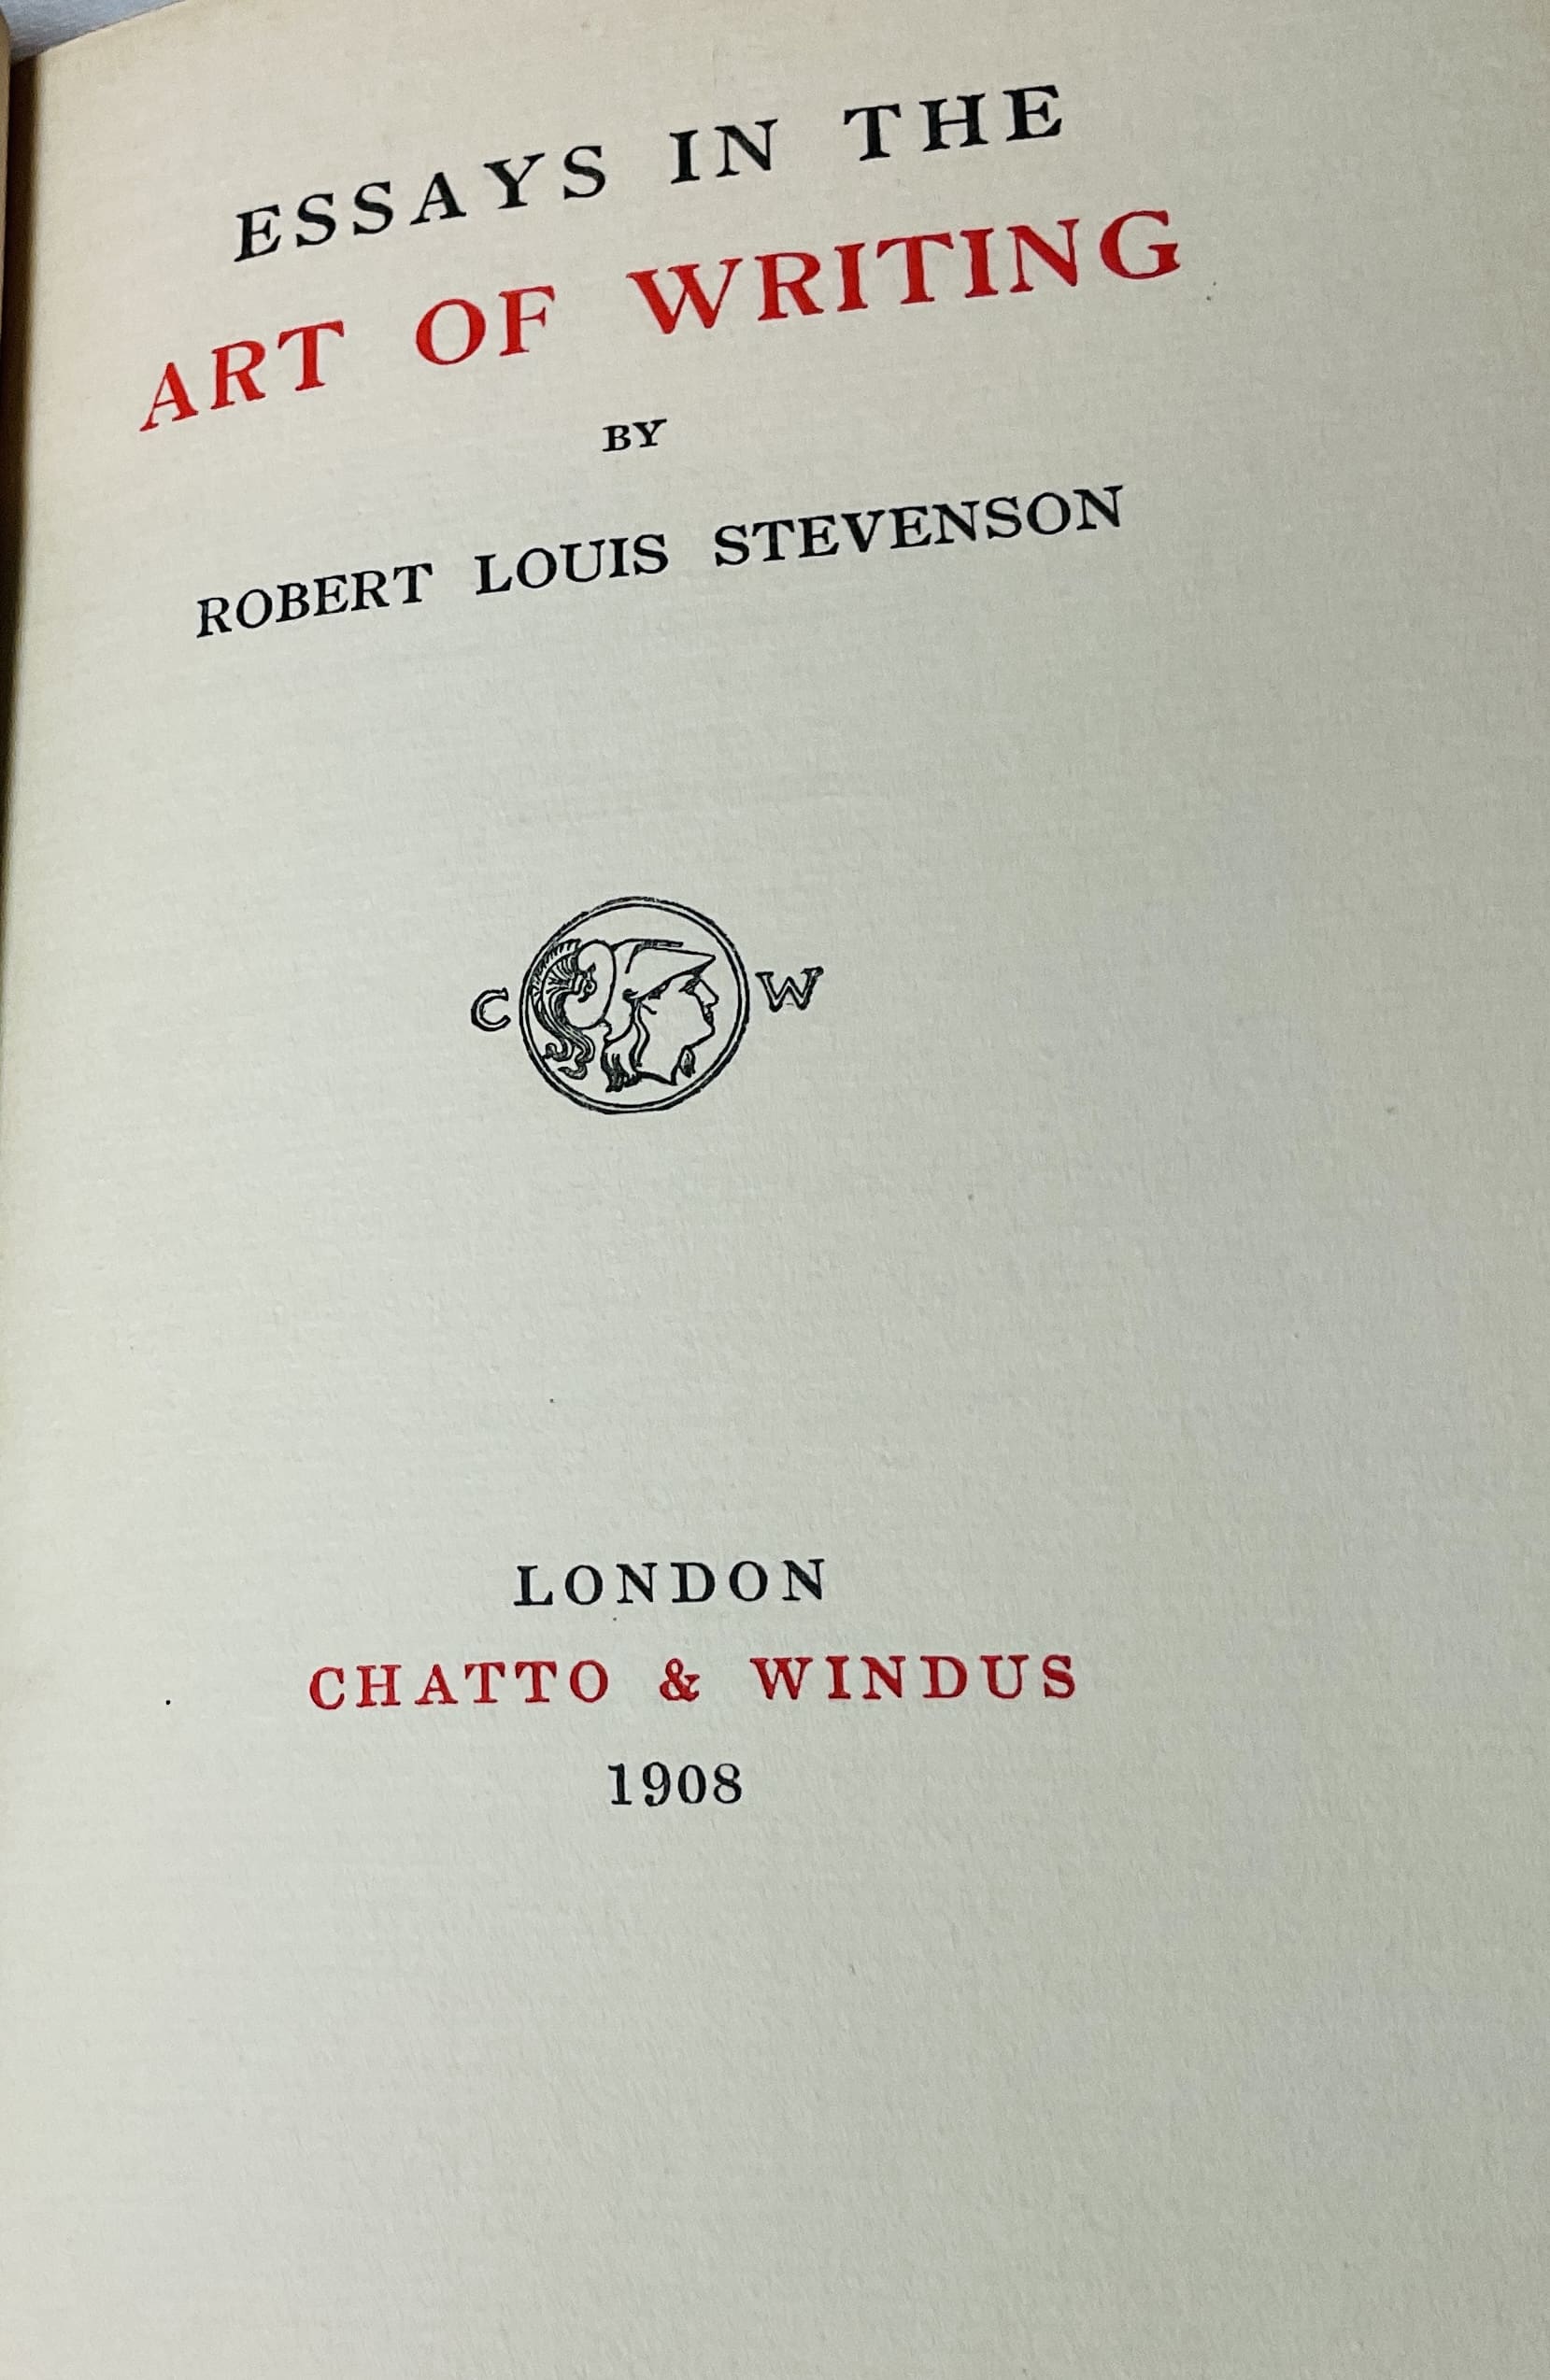 ESSAYS IN THE
ART OF WRITING
BY
ROBERT LOUIS STEVENSON
C W
LONDON
CHATTO & WINDUS
1908